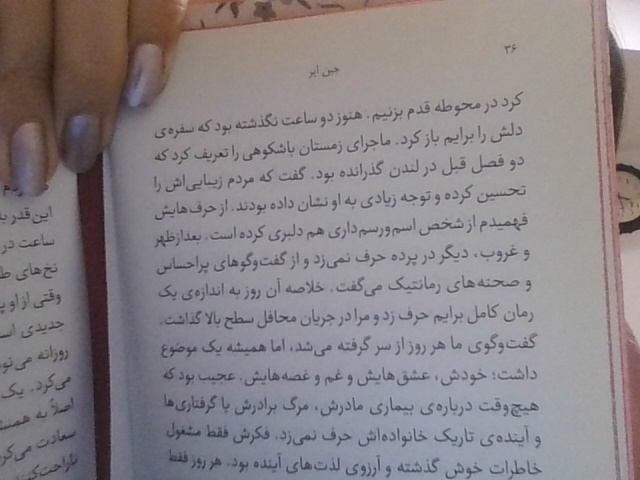 ۳۶
جین ایر
کرد در محوطه قدم بزنیم. هنوز دو ساعت نگذشته بود که سفره‌ی
دلش را برایم باز کرد. ماجرای زمستان باشکوهی را تعریف کرد که
دو فصل قبل در لندن گذرانده بود. گفت که مردم زیبایی‌اش را
تحسین کرده و توجه زیادی به او نشان داده بودند. از حرف‌هایش
فهمیدم از شخص اسم‌ورسم‌داری هم دلبری کرده است. بعدازظهر
و غروب، دیگر در پرده حرف نمی‌زد و از گفت‌وگوهای پراحساس
و صحنه‌های رمانتیک می‌گفت. خلاصه آن روز به اندازه‌ی یک
رمان کامل برایم حرف زد و مرا در جریان محافل سطح بالا گذاشت.
گفت‌وگوی ما هر روز از سر گرفته می‌شد، اما همیشه یک موضوع
داشت؛ خودش، عشق‌هایش و غم و غصه‌هایش. عجیب بود که
هیچ‌وقت درباره‌ی بیماری مادرش، مرگ برادرش یا گرفتاری‌ها
و آینده‌ی تاریک خانواده‌اش حرف نمی‌زد. فکرش فقط مشغول
خاطرات خوش گذشته و آرزوی لذت‌های آینده بود. هر روز فقط
این قدر
ساعت در
نخ‌های
وقتی از او
جدیدی
روزانه
می‌کرد. یک
اصلاً به
سعادت